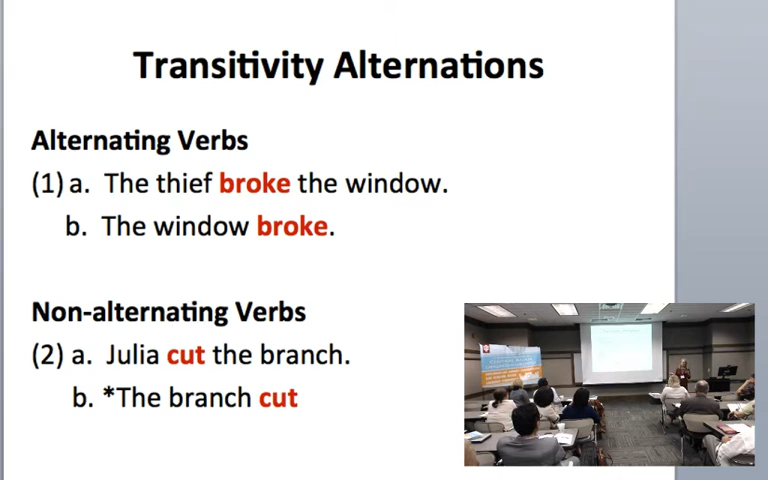 Transitivity Alternations
Alternating Verbs
(1) a. The thief broke the window.
b. The window broke.
Non-alternating Verbs
(2) a. Julia cut the branch.
b. *The branch cut